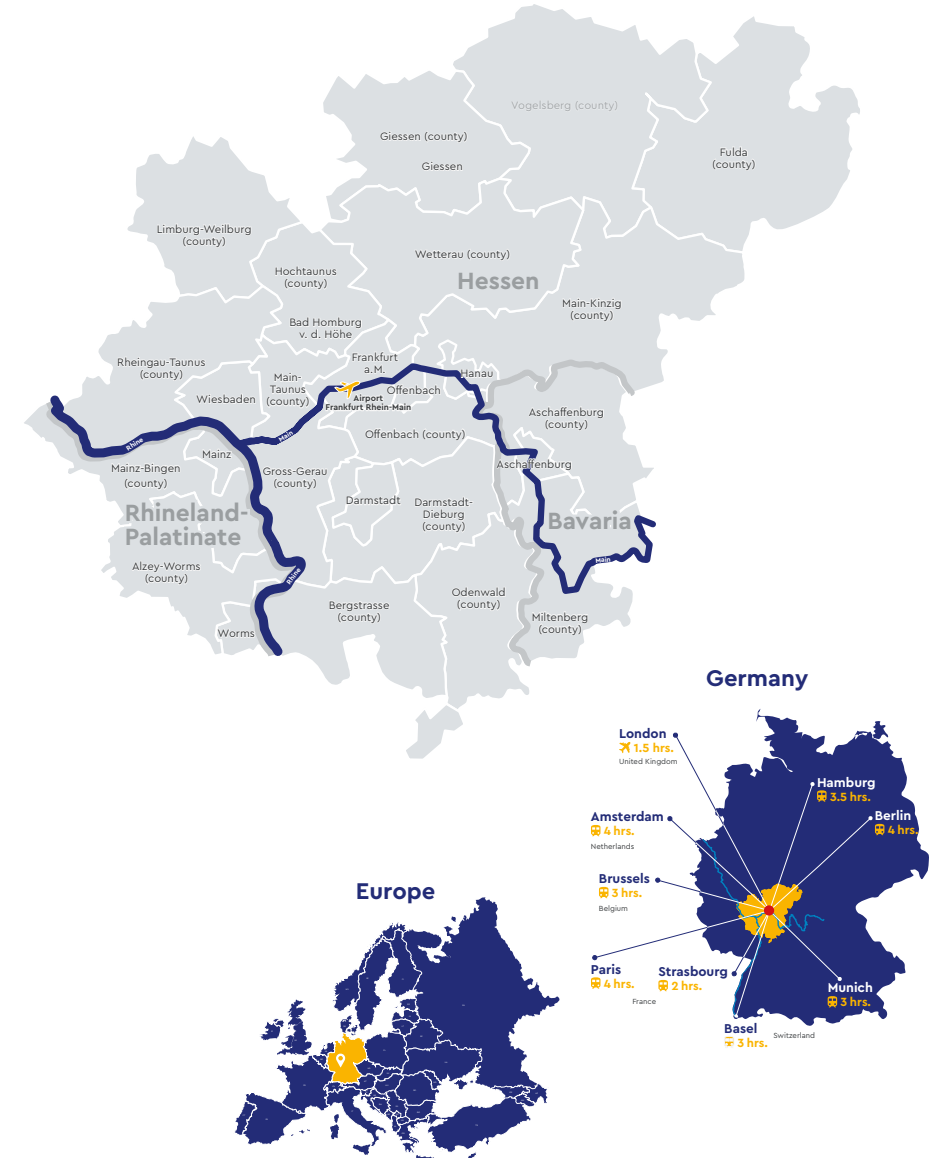 Vogelsberg (county)
Giessen (county)
Giessen
Fulda
(county)
Limburg-Weilburg
(county)
Wetterau (county)
Hochtaunus
(county)
Hessen
Main-Kinzig
(county)
Bad Homburg
v. d. Höhe
Rheingau-Taunus
(county)
Frankfurt
a.M.
Hanau
Main-
Taunus
(county)
Offenbach
Wiesbaden
Airport
Frankfurt Rhein-Main
Aschaffenburg
(county)
Rhine
Main
Offenbach (county)
Mainz
Mainz-Bingen
(county)
Gross-Gerau
(county)
Aschaffenburg
Darmstadt
Darmstadt-
Dieburg
(county)
Rhineland-
Palatinate
Bavaria
Alzey-Worms
(county)
Rhine
Main
Odenwald
(county)
Bergstrasse
(county)
Worms
Miltenberg
(county)
Germany
London
1.5 hrs.
United Kingdom
Hamburg
3.5 hrs.
Amsterdam
4 hrs.
Netherlands
Berlin
4 hrs.
Brussels
3 hrs.
Belgium
Paris
4 hrs.
Strasbourg
2 hrs.
France
Munich
3 hrs.
Basel
3 hrs.
Switzerland
Europe